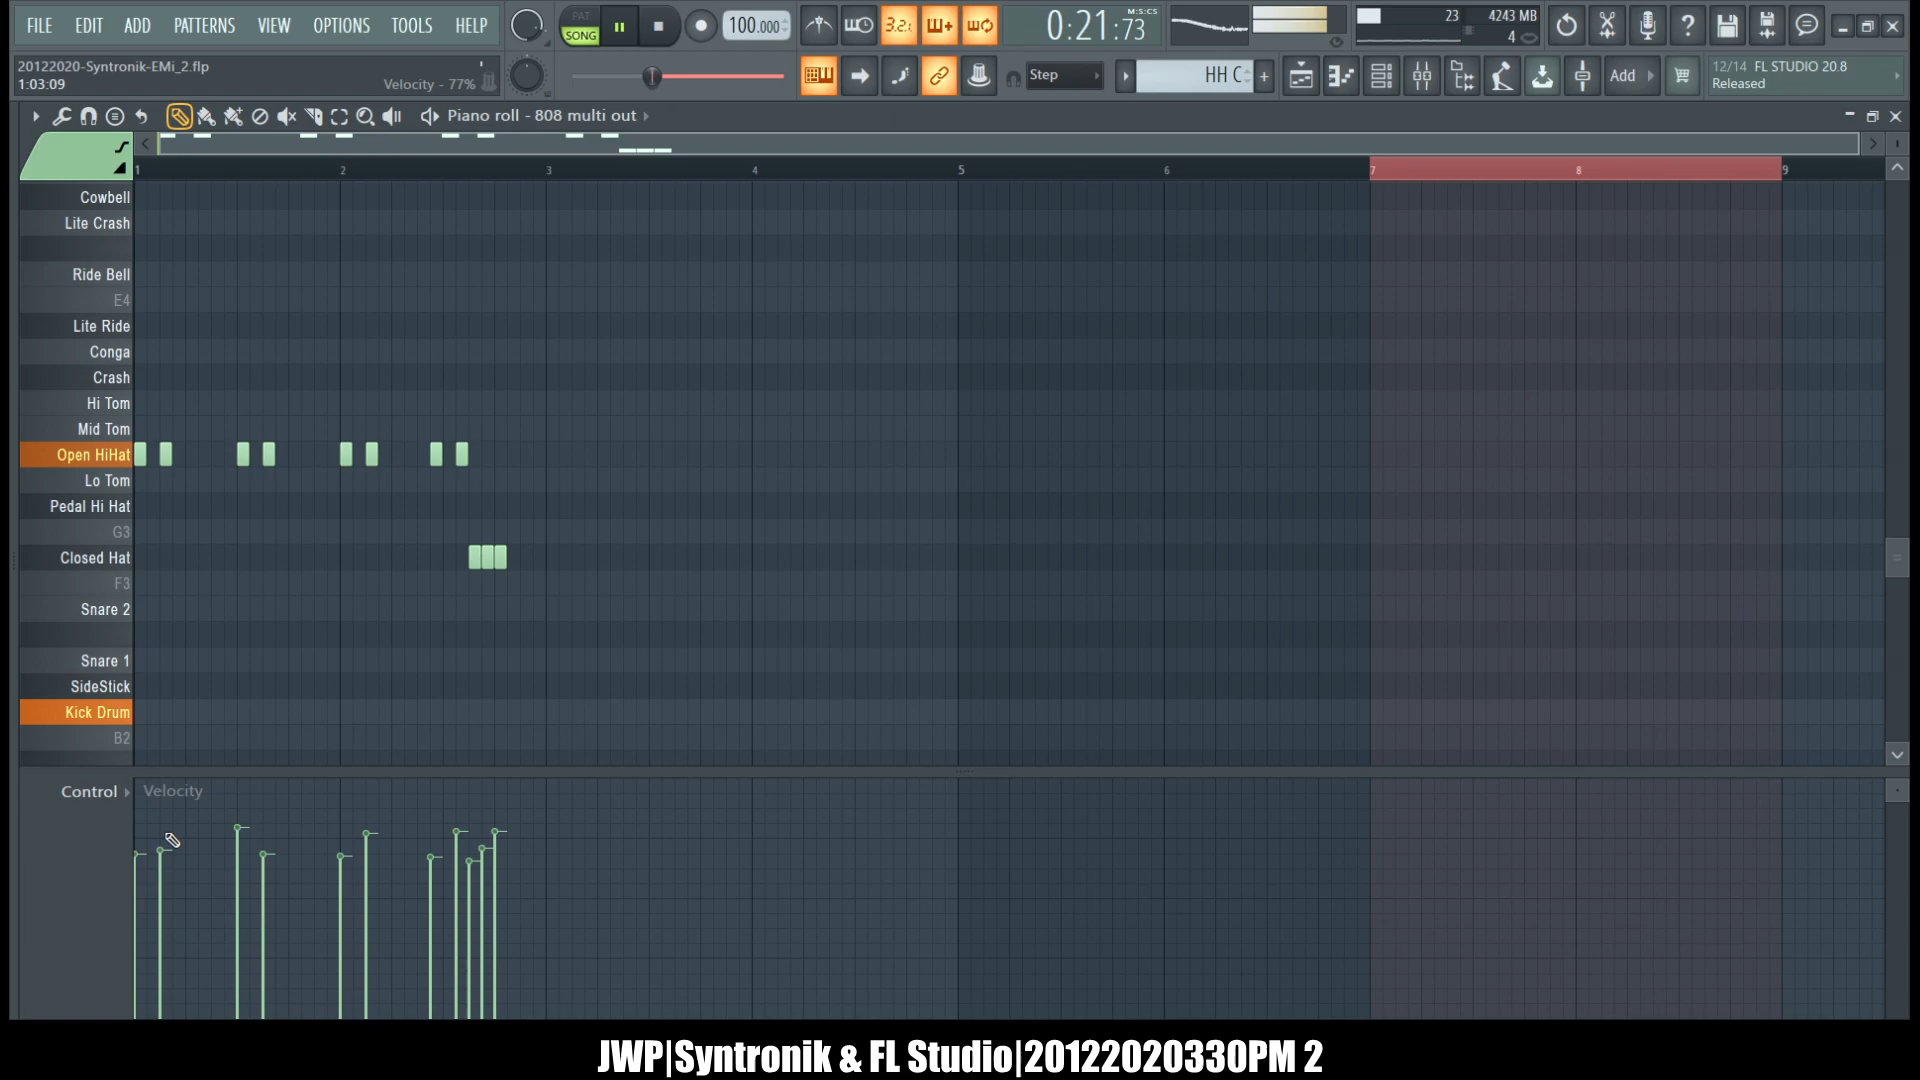 FILE EDIT ADD PATTERNS VIEW OPTIONS TOOLS HELP
PAT
SONG
100.000
3.2.
0:21:73
M:S:CS
23
4243 MB
4
20122020-Syntronik-EMi_2.flp
1:03:09
Velocity - 77%
Step
HH C
Add
12/14 FL STUDIO 20.8
Released
Piano roll - 808 multi out
1 2 3 4 5 6 7 8 9
Cowbell
Lite Crash
Ride Bell
E4
Lite Ride
Conga
Crash
Hi Tom
Mid Tom
Open HiHat
Lo Tom
Pedal Hi Hat
G3
Closed Hat
F3
Snare 2
Snare 1
SideStick
Kick Drum
B2
Control
Velocity
JWP|Syntronik & FL Studio|20122020330PM 2